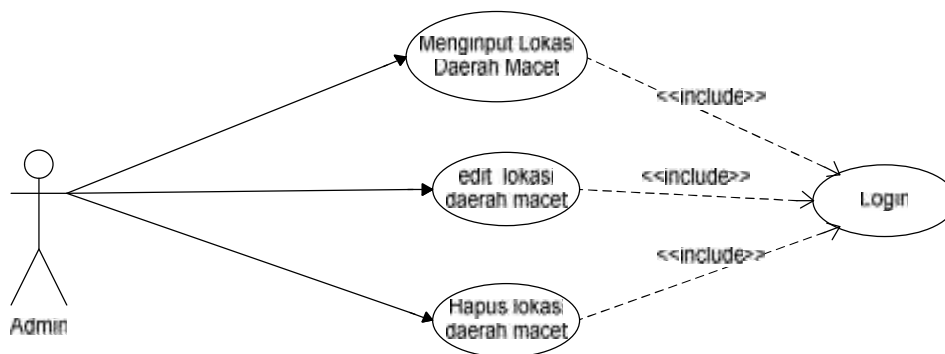 Menginput Lokasi
Daerah Macet
<<include>>
edit lokasi
daerah macet
<<include>>
Login
<<include>>
Hapus lokasi
daerah macet
Admin